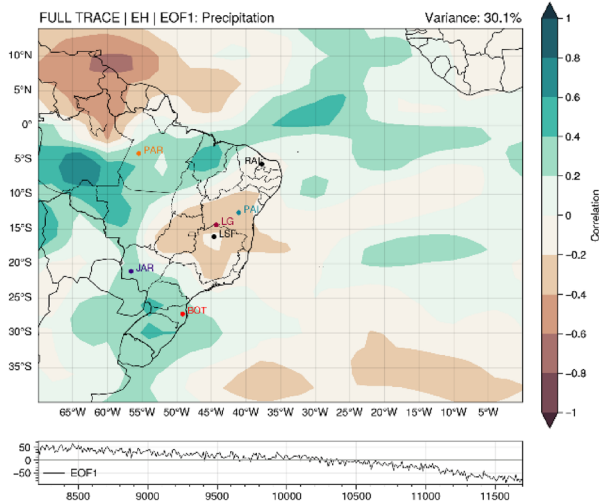 FULL TRACE | EH | EOF1: Precipitation
Variance: 30.1%
10°N
5°N
0°
5°S
10°S
15°S
20°S
25°S
30°S
35°S
PAR
RAI
PAI
LG
LSF
JAR
BOT
65°W 60°W 55°W 50°W 45°W 40°W 35°W 30°W 25°W 20°W 15°W 10°W 5°W
1
0.8
0.6
0.4
0.2
0
−0.2
−0.4
−0.6
−0.8
−1
Correlation
50
0
−50
EOF1
8500 9000 9500 10000 10500 11000 11500